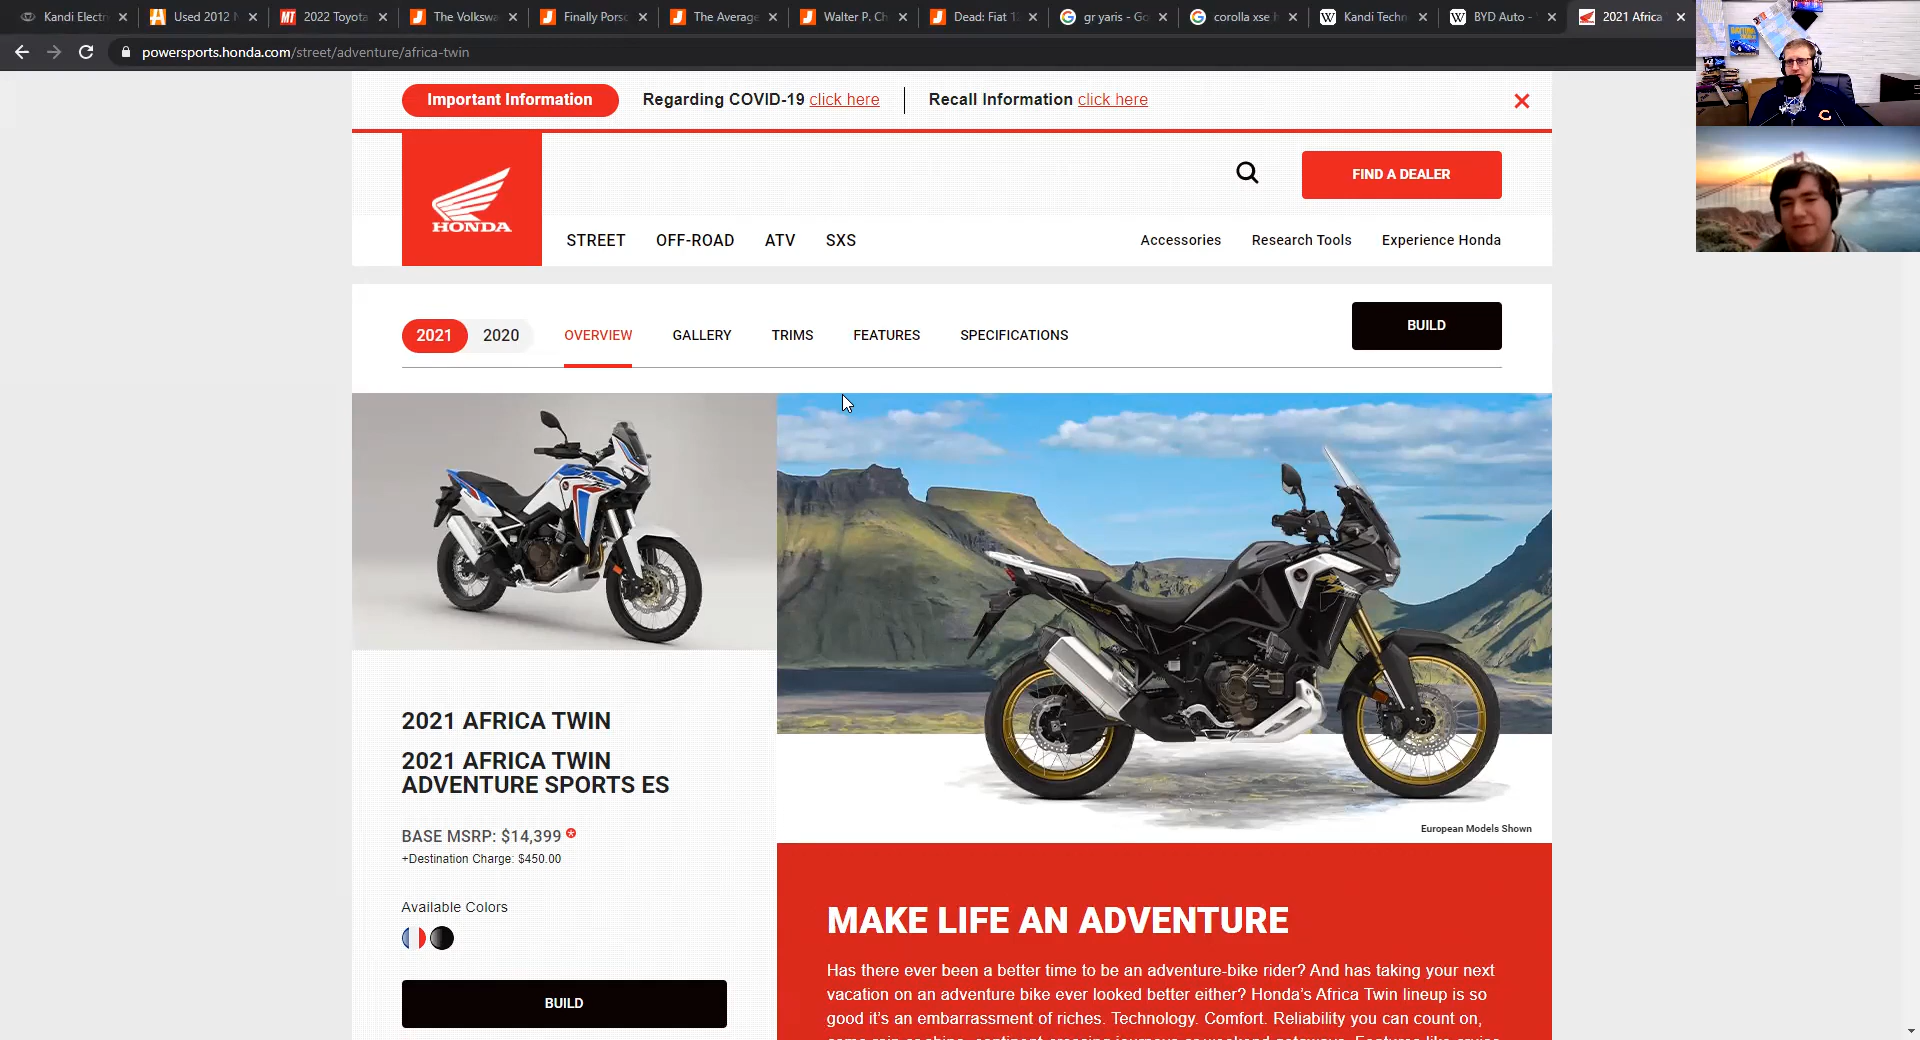 Kandi Electr
Used 2012 N
2022 Toyota
The Volkswa
Finally Pors
The Average
Walter P. Ch
Dead: Fiat 1
gr yaris - Go
corolla xse h
Kandi Techn
BYD Auto -
2021 Africa
powersports.honda.com/street/adventure/africa-twin
Important Information
Regarding COVID-19 click here
Recall Information click here
HONDA
FIND A DEALER
STREET
OFF-ROAD
ATV
SXS
Accessories
Research Tools
Experience Honda
2021
2020
OVERVIEW
GALLERY
TRIMS
FEATURES
SPECIFICATIONS
BUILD
European Models Shown
2021 AFRICA TWIN
2021 AFRICA TWIN
ADVENTURE SPORTS ES
BASE MSRP: $14,399
+Destination Charge: $450.00
Available Colors
BUILD
MAKE LIFE AN ADVENTURE
Has there ever been a better time to be an adventure-bike rider? And has taking your next
vacation on an adventure bike ever looked better either? Honda's Africa Twin lineup is so
good it's an embarrassment of riches. Technology. Comfort. Reliability you can count on,